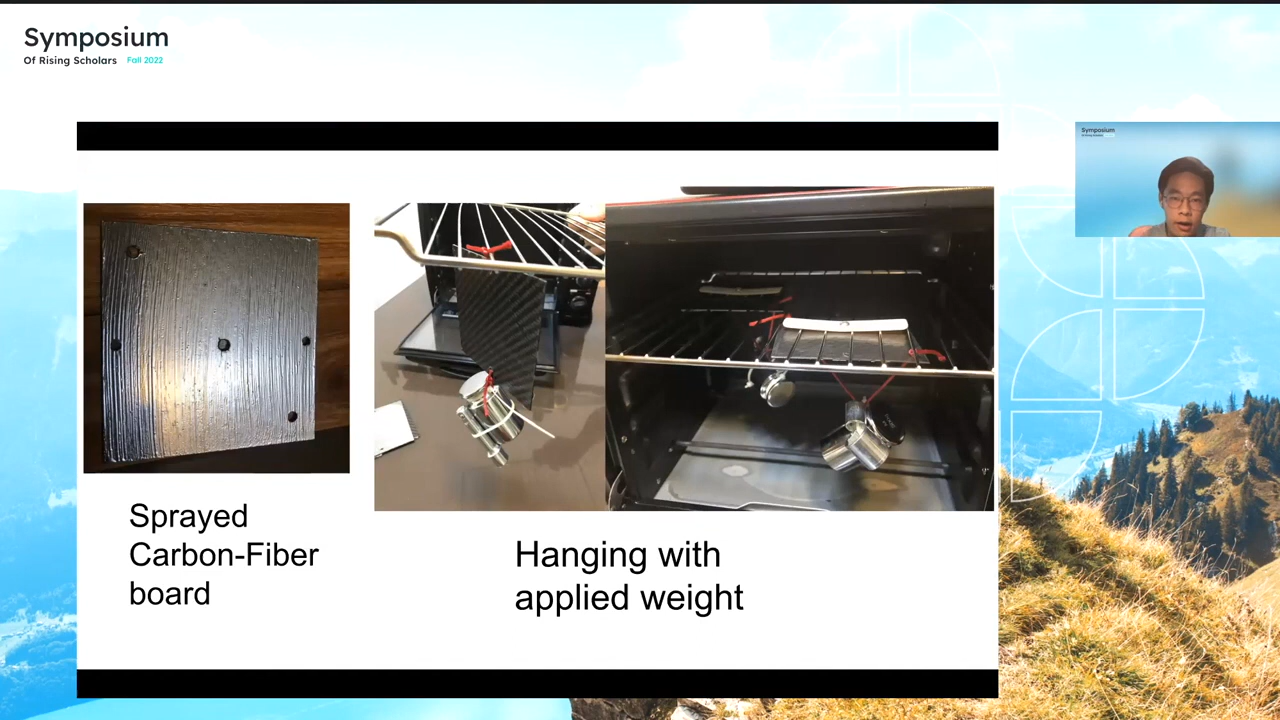 Symposium
Of Rising Scholars Fall 2022
Symposium
Sprayed
Carbon-Fiber
board
Hanging with
applied weight